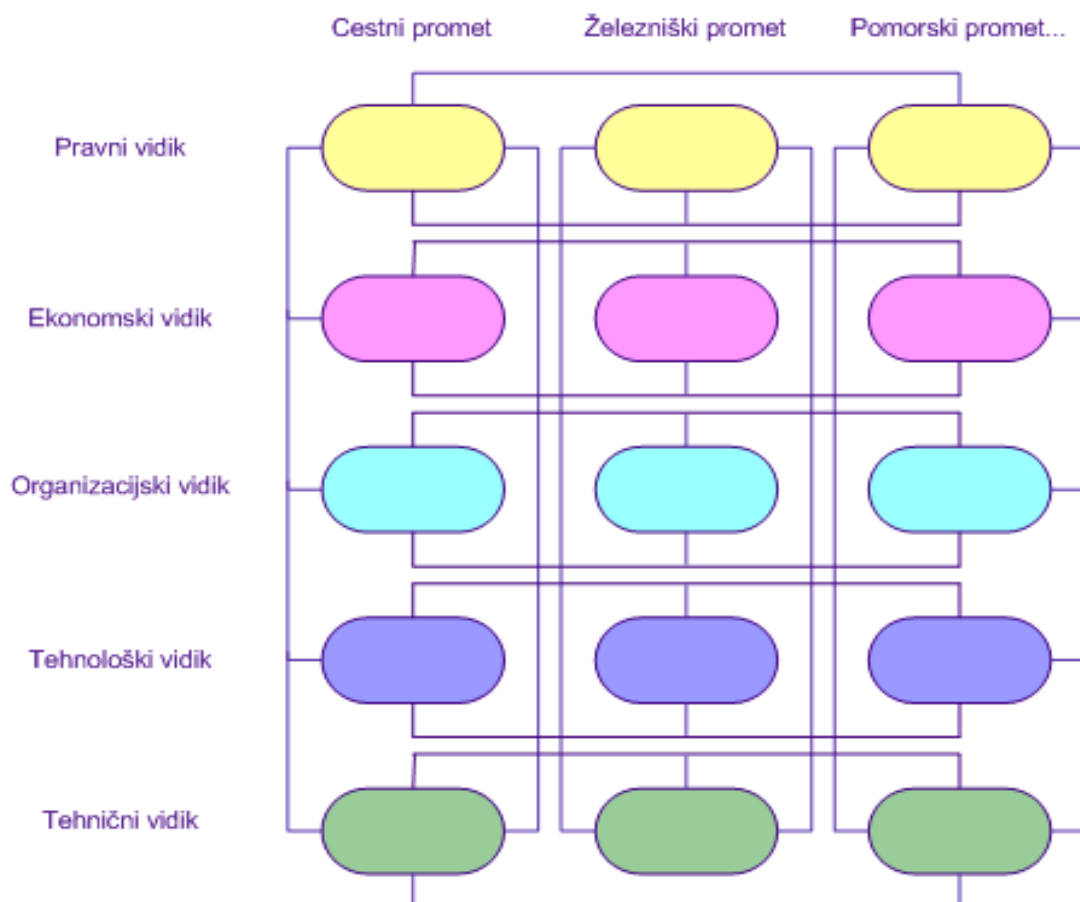 Cestni promet
Železniški promet
Pomorski promet...
Pravni vidik
Ekonomski vidik
Organizacijski vidik
Tehnološki vidik
Tehnični vidik